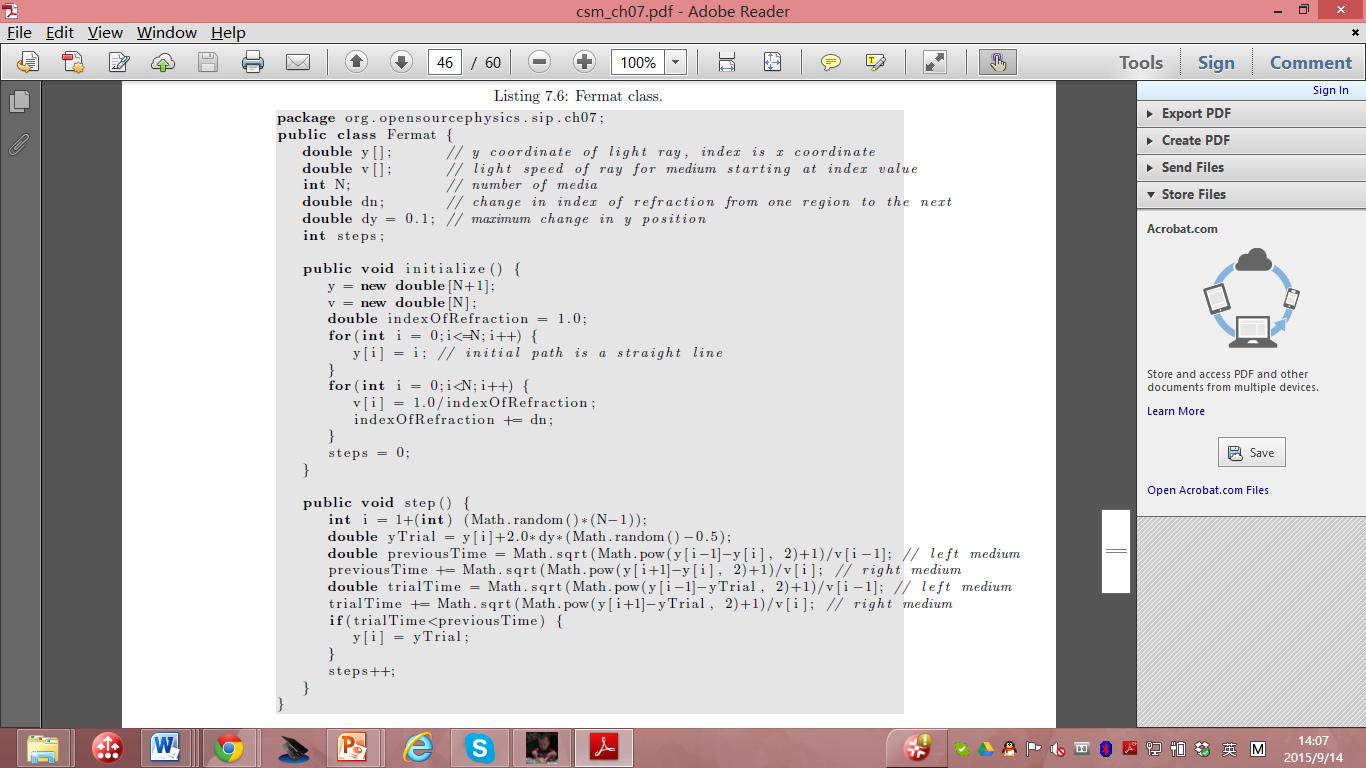 csm_ch07.pdf - Adobe Reader
File Edit View Window Help
46 / 60 100% Tools Sign Comment
Sign In
Export PDF
Create PDF
Send Files
Store Files
Acrobat.com
Store and access PDF and other
documents from multiple devices.
Learn More
Save
Open Acrobat.com Files
Listing 7.6: Fermat class.
package org.opensourcephysics.sip.ch07;
public class Fermat {
double y[]; // y coordinate of light ray, index is x coordinate
double v[]; // light speed of ray for medium starting at index value
int N; // number of media
double dn; // change in index of refraction from one region to the next
double dy = 0.1; // maximum change in y position
int steps;
public void initialize() {
y = new double[N+1];
v = new double[N];
double indexOfRefraction = 1.0;
for(int i = 0;i<=N;i++) {
y[i] = i; // initial path is a straight line
}
for(int i = 0;i<N;i++) {
v[i] = 1.0/indexOfRefraction;
indexOfRefraction += dn;
}
steps = 0;
}
public void step() {
int i = 1+(int) (Math.random()*(N-1));
double yTrial = y[i]+2.0*dy*(Math.random()-0.5);
double previousTime = Math.sqrt(Math.pow(y[i-1]-y[i], 2)+1)/v[i-1]; // left medium
previousTime += Math.sqrt(Math.pow(y[i+1]-y[i], 2)+1)/v[i]; // right medium
double trialTime = Math.sqrt(Math.pow(y[i-1]-yTrial, 2)+1)/v[i-1]; // left medium
trialTime += Math.sqrt(Math.pow(y[i+1]-yTrial, 2)+1)/v[i]; // right medium
if(trialTime<previousTime) {
y[i] = yTrial;
}
steps++;
}
}
英 M 14:07
2015/9/14